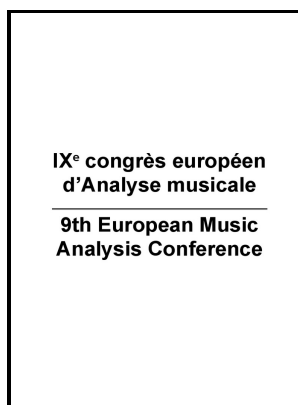 IXᵉ congrès européen
d’Analyse musicale
9th European Music
Analysis Conference